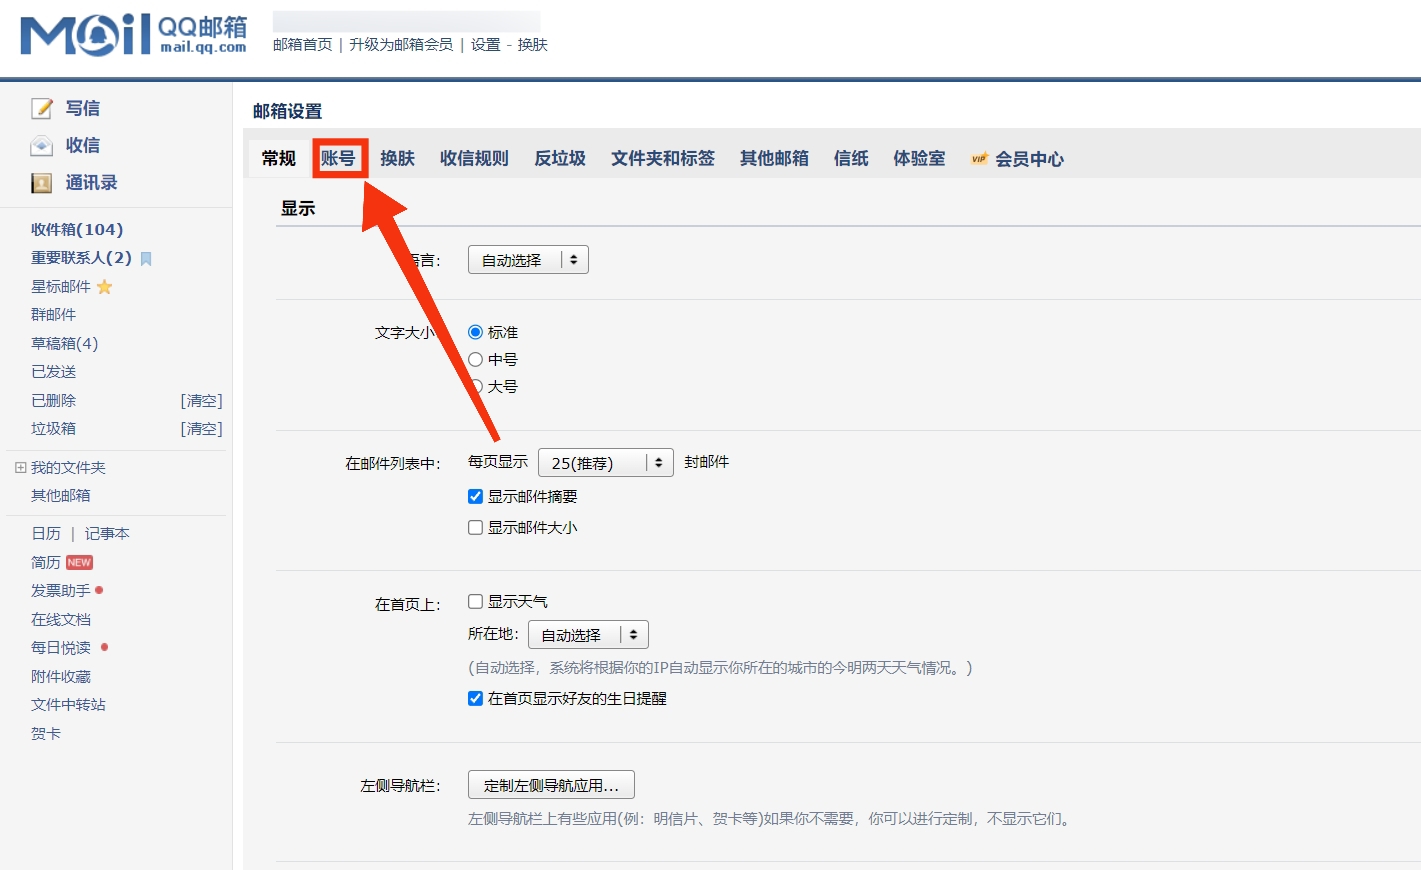 Mail QQ邮箱
mail.qq.com
邮箱首页 | 升级为邮箱会员 | 设置 - 换肤
写信
收信
通讯录
收件箱(104)
重要联系人(2)
星标邮件
群邮件
草稿箱(4)
已发送
已删除 [清空]
垃圾箱 [清空]
我的文件夹
其他邮箱
日历 | 记事本
简历 NEW
发票助手
在线文档
每日悦读
附件收藏
文件中转站
贺卡
邮箱设置
常规 账号 换肤 收信规则 反垃圾 文件夹和标签 其他邮箱 信纸 体验室 VIP 会员中心
显示
言: 自动选择
文字大小 标准
中号
大号
在邮件列表中: 每页显示 25(推荐) 封邮件
显示邮件摘要
显示邮件大小
在首页上: 显示天气
所在地: 自动选择
(自动选择，系统将根据你的IP自动显示你所在的城市的今明两天天气情况。)
在首页显示好友的生日提醒
左侧导航栏: 定制左侧导航应用...
左侧导航栏上有些应用(例：明信片、贺卡等)如果你不需要，你可以进行定制，不显示它们。